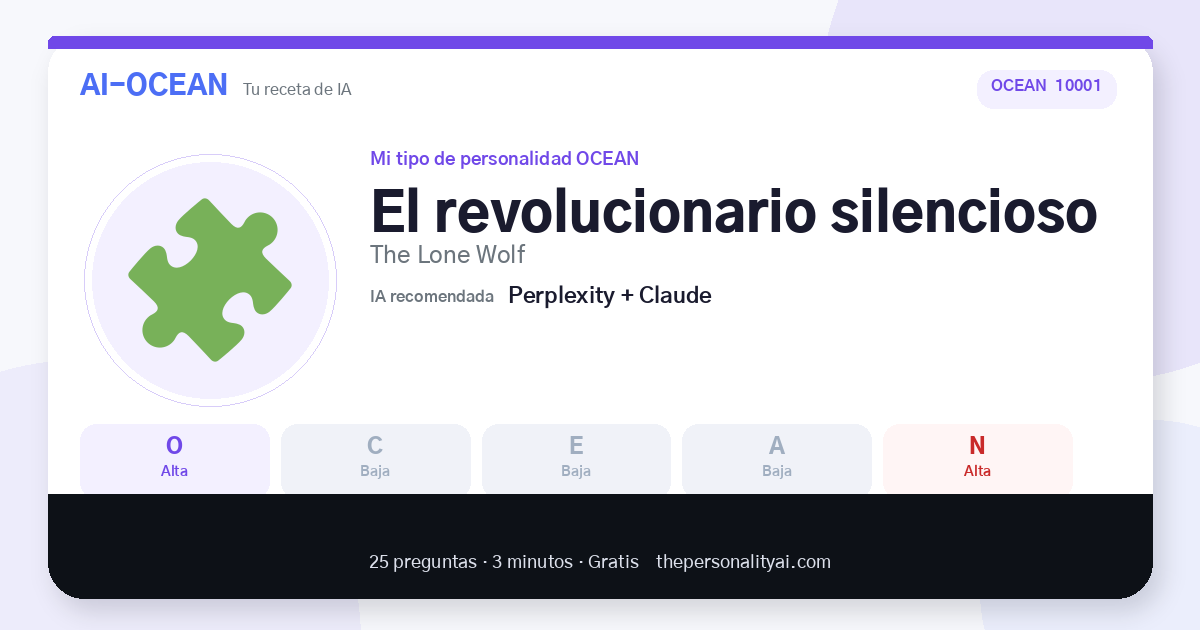 AI-OCEAN Tu receta de IA
OCEAN 10001
Mi tipo de personalidad OCEAN
El revolucionario silencioso
The Lone Wolf
IA recomendada Perplexity + Claude
O C E A N
Alta Baja Baja Baja Alta
25 preguntas · 3 minutos · Gratis thepersonalityai.com